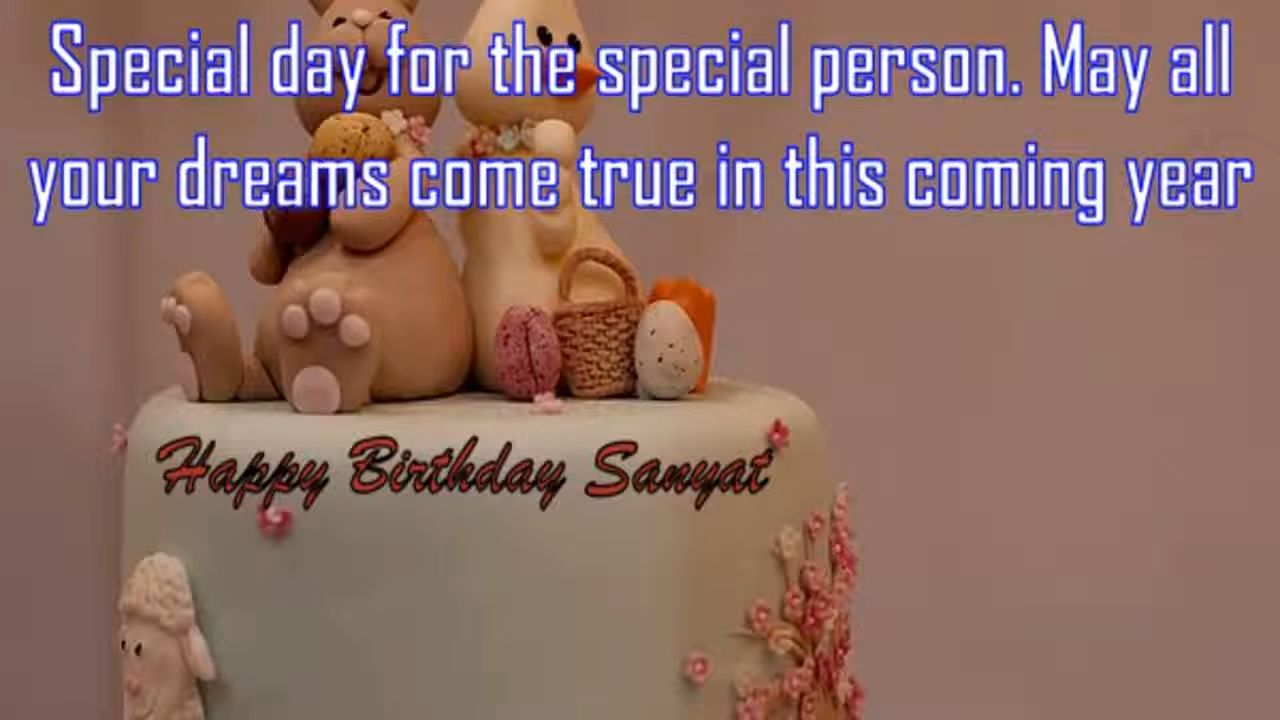 Special day for the special person. May all
your dreams come true in this coming year
Happy Birthday Sanyat